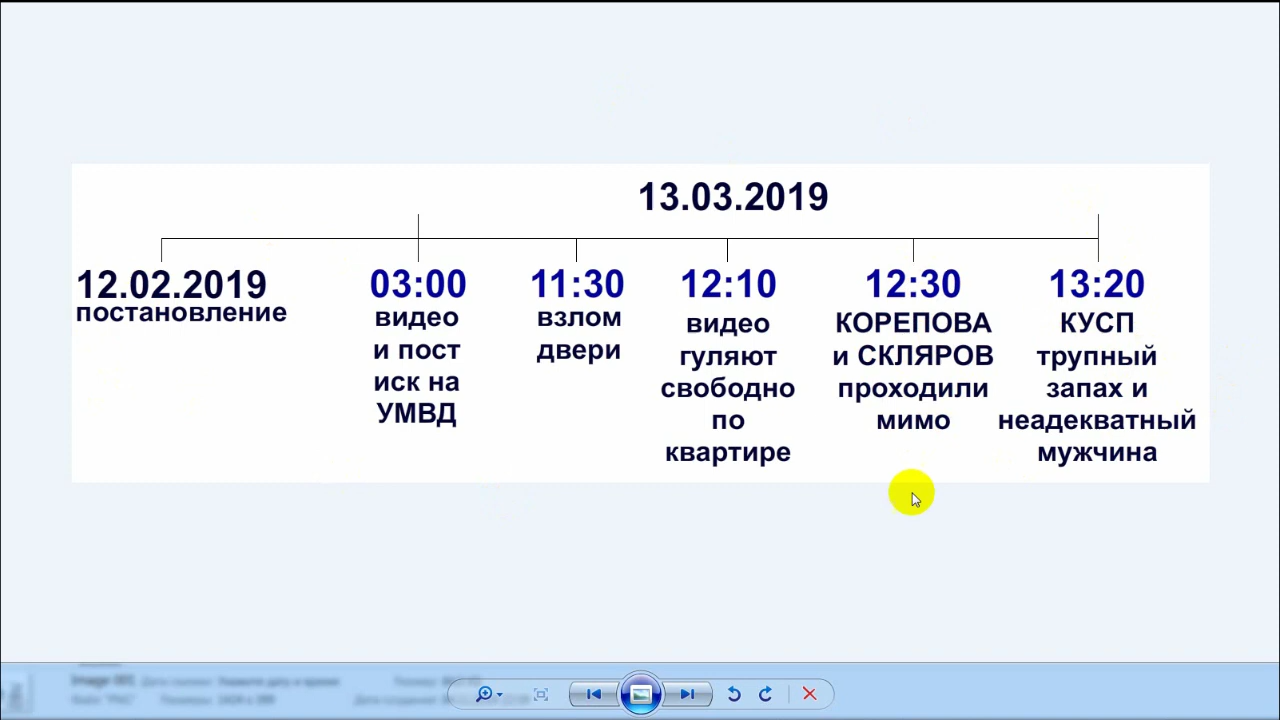 13.03.2019
12.02.2019
постановление
03:00
видео
и пост
иск на
УМВД
11:30
взлом
двери
12:10
видео
гуляют
свободно
по
квартире
12:30
КОРЕПОВА
и СКЛЯРОВ
проходили
мимо
13:20
КУСП
трупный
запах и
неадекватный
мужчина